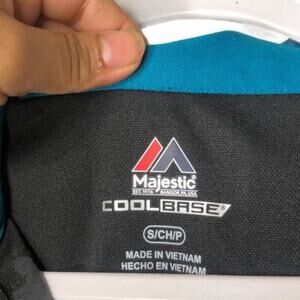 Majestic
EST. 1976 BANGOR, PA, USA
COOLBASE
S/CH/P
MADE IN VIETNAM
HECHO EN VIETNAM